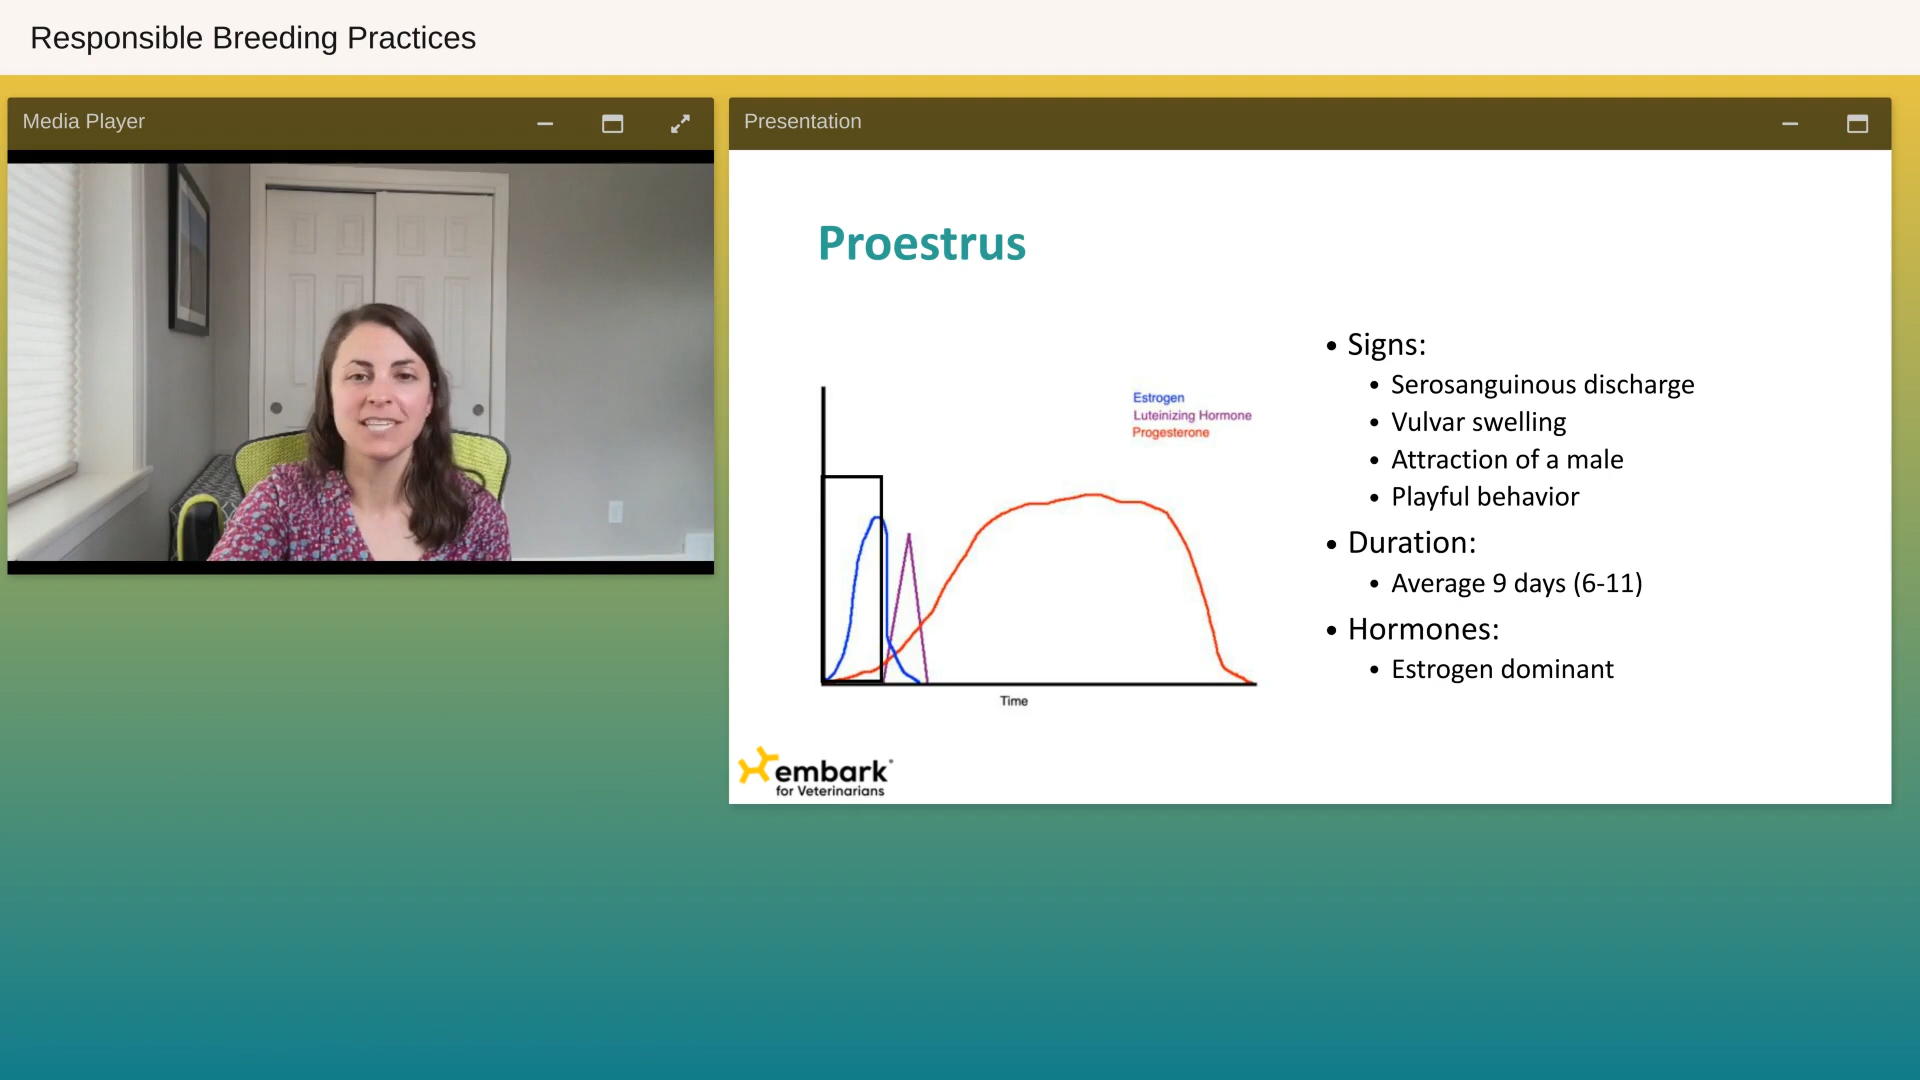 Responsible Breeding Practices
Media Player
Presentation
Proestrus
Estrogen
Luteinizing Hormone
Progesterone
Time
• Signs:
• Serosanguinous discharge
• Vulvar swelling
• Attraction of a male
• Playful behavior
• Duration:
• Average 9 days (6-11)
• Hormones:
• Estrogen dominant
embark
for Veterinarians